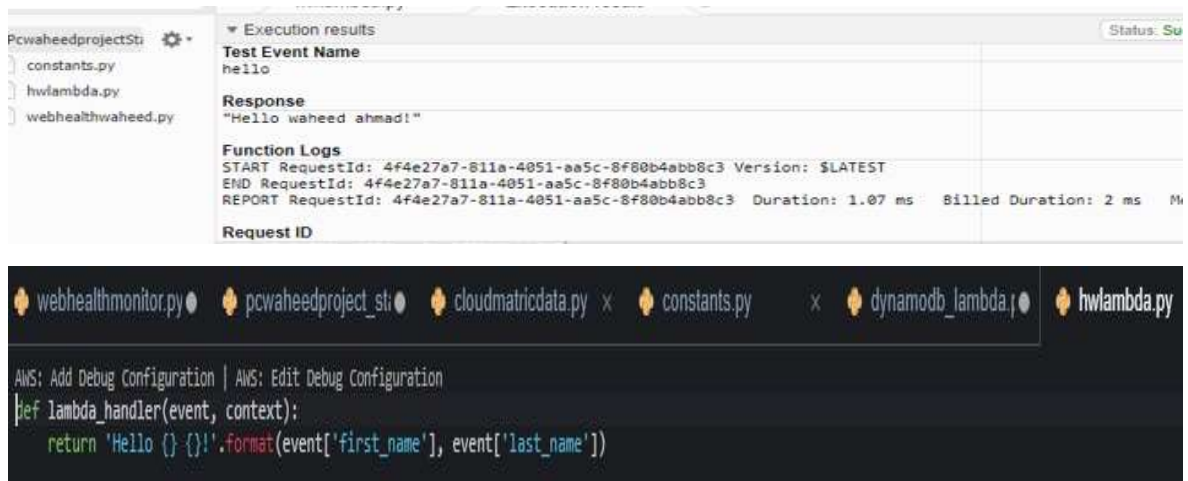 Execution results
Status: Su
PcwaheedprojectSt
constants.py
hwlambda.py
webhealthwaheed.py
Test Event Name
hello
Response
"Hello waheed ahmad!"
Function Logs
START RequestId: 4f4e27a7-811a-4051-aa5c-8f80b4abb8c3 Version: $LATEST
END RequestId: 4f4e27a7-811a-4051-aa5c-8f80b4abb8c3
REPORT RequestId: 4f4e27a7-811a-4051-aa5c-8f80b4abb8c3 Duration: 1.07 ms Billed Duration: 2 ms Me
Request ID
webhealthmonitor.py pcwaheedproject_st cloudmatricdata.py × constants.py × dynamodb_lambda.p hwlambda.py
AWS: Add Debug Configuration | AWS: Edit Debug Configuration
def lambda_handler(event, context):
return 'Hello {} {}!'.format(event['first_name'], event['last_name'])